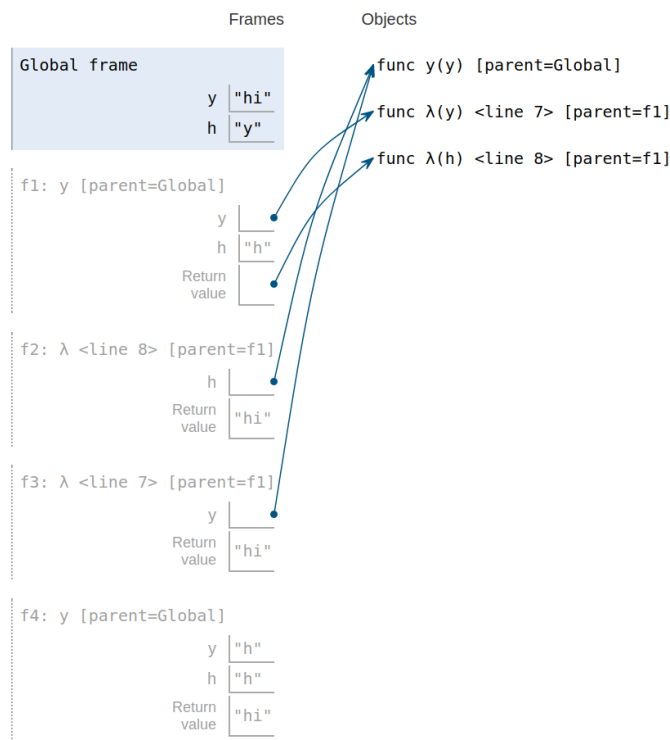 Frames Objects
Global frame
y "hi"
h "y"
func y(y) [parent=Global]
func λ(y) <line 7> [parent=f1]
func λ(h) <line 8> [parent=f1]
f1: y [parent=Global]
y
h "h"
Return
value
f2: λ <line 8> [parent=f1]
h
Return
value "hi"
f3: λ <line 7> [parent=f1]
y
Return
value "hi"
f4: y [parent=Global]
y "h"
h "h"
Return
value "hi"